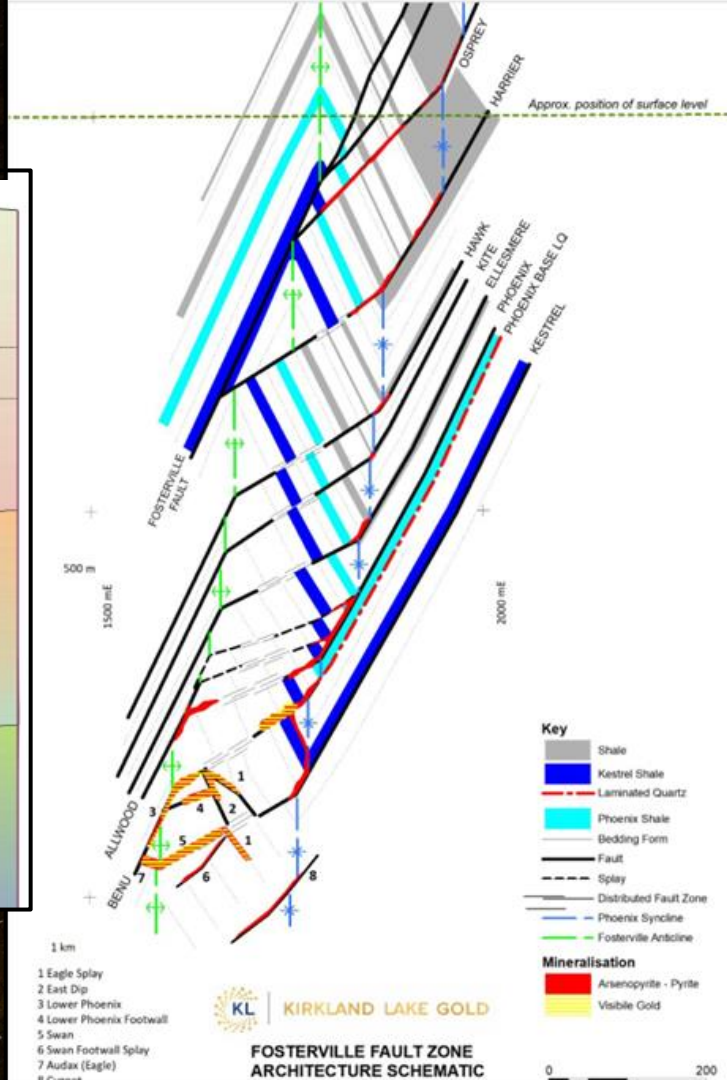 OSPREY
HARRIER
Approx. position of surface level
HAWK
KITE
ELLESMERE
PHOENIX
PHOENIX BASE LQ
KESTREL
FOSTERVILLE
FAULT
500 m
1500 mE
2000 mE
ALLWOOD
BENU
1
3
4
2
5
1
7
6
8
Key
Shale
Kestrel Shale
Laminated Quartz
Phoenix Shale
Bedding Form
Fault
Splay
Distributed Fault Zone
Phoenix Syncline
Fosterville Anticline
Mineralisation
Arsenopyrite - Pyrite
Visibile Gold
1 km
1 Eagle Splay
2 East Dip
3 Lower Phoenix
4 Lower Phoenix Footwall
5 Swan
6 Swan Footwall Splay
7 Audax (Eagle)
8 Cygnet
KL KIRKLAND LAKE GOLD
FOSTERVILLE FAULT ZONE
ARCHITECTURE SCHEMATIC
0 200